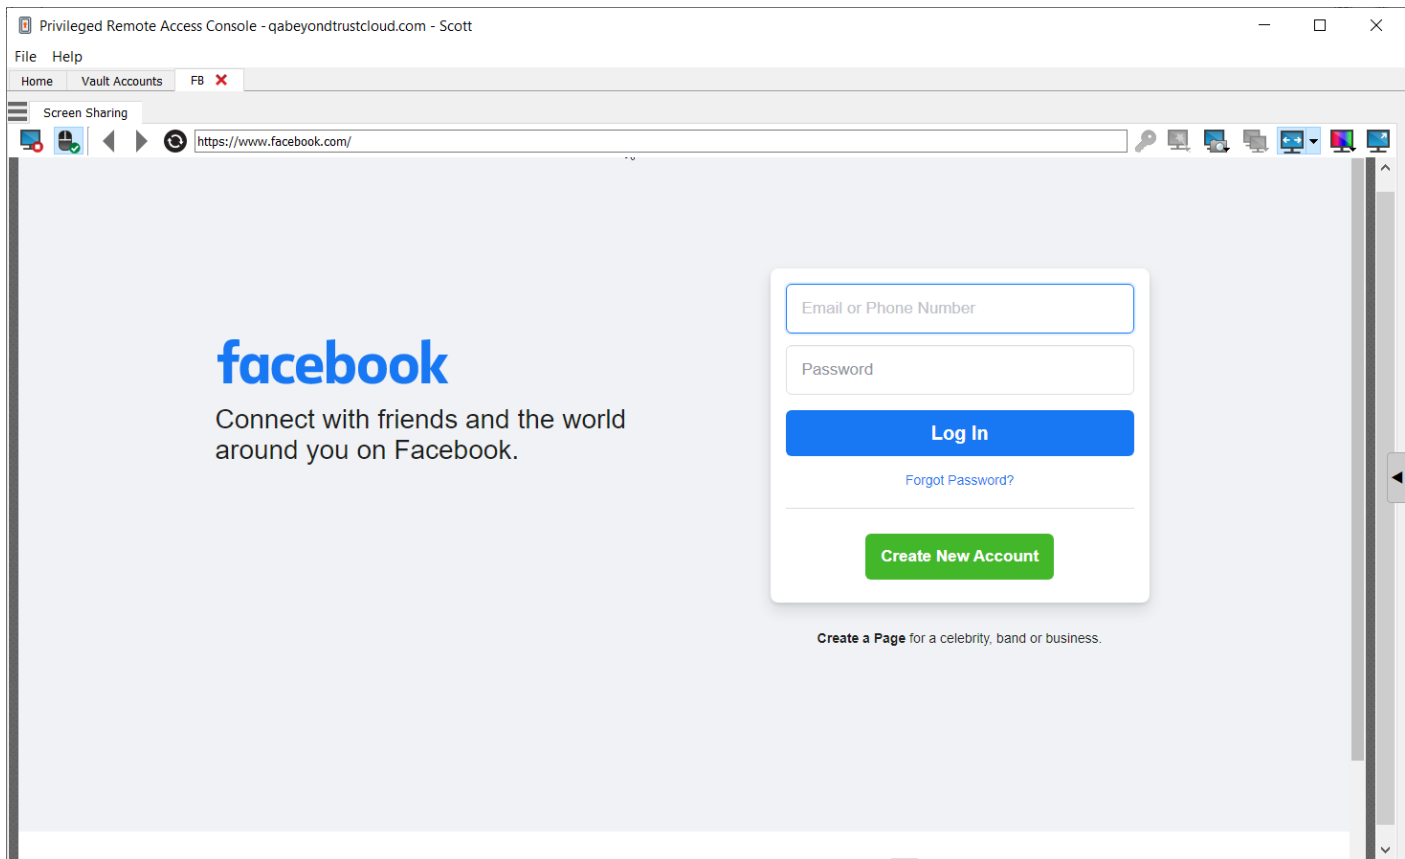 Privileged Remote Access Console - qabeyondtrustcloud.com - Scott
File Help
Home Vault Accounts FB
Screen Sharing
https://www.facebook.com/
Email or Phone Number
facebook
Password
Connect with friends and the world
around you on Facebook.
Log In
Forgot Password?
Create New Account
Create a Page for a celebrity, band or business.